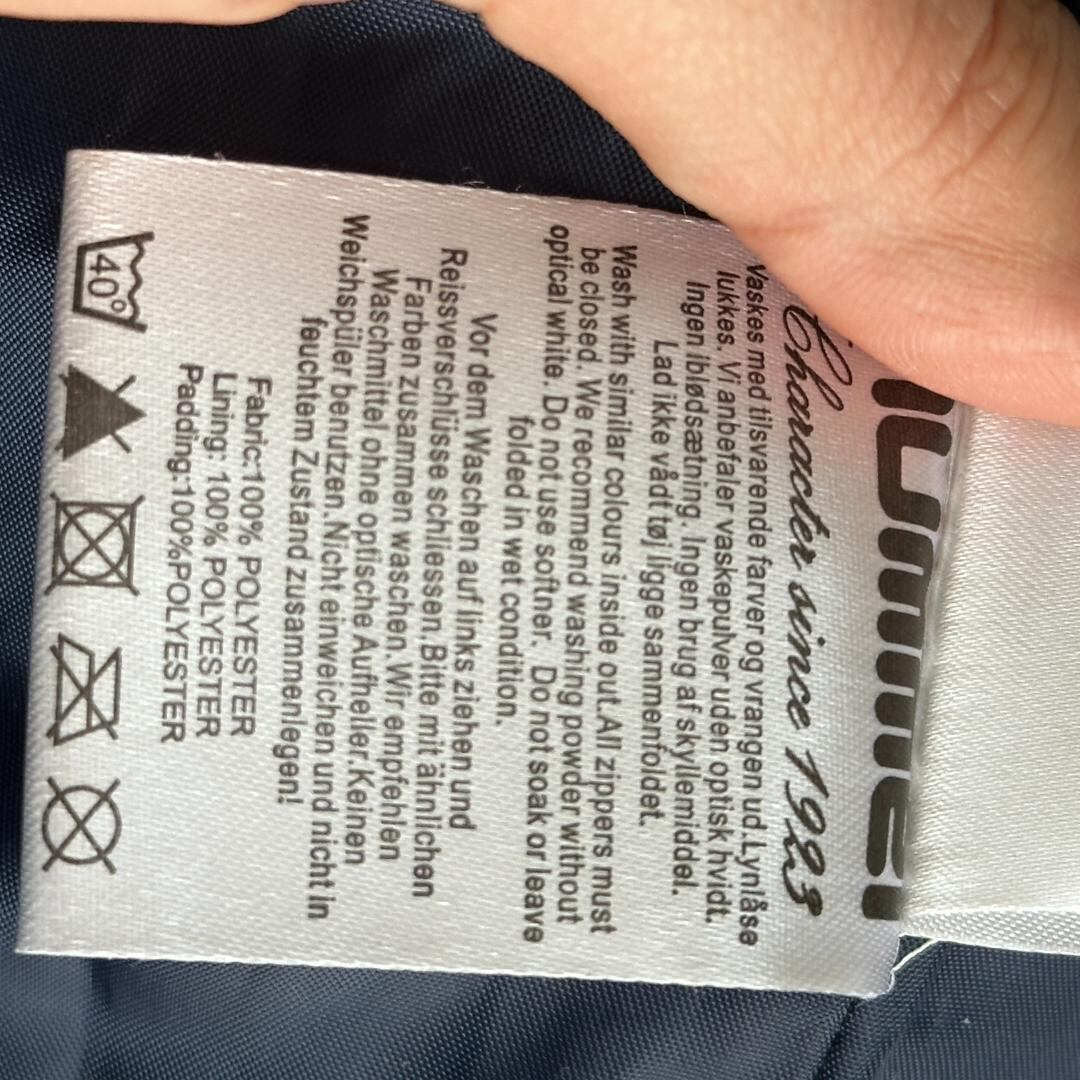 Character since 1923
Vaskes med tilsvarende farver og vrangen ud.Lynlåse
lukkes. Vi anbefaler vaskepulver uden optisk hvidt.
Ingen iblødsætning. Ingen brug af skyllemiddel.
Lad ikke vådt tøj ligge sammenfoldet.
Wash with similar colours inside out.All zippers must
be closed. We recommend washing powder without
optical white. Do not use softner. Do not soak or leave
folded in wet condition.
Vor dem Waschen auf links ziehen und
Reissverschlüsse schliessen.Bitte mit ähnlichen
Farben zusammen waschen.Wir empfehlen
Waschmittel ohne optische Aufheller.Keinen
Weichspüler benutzen.Nicht einweichen und nicht in
feuchtem Zustand zusammenlegen!
Fabric:100% POLYESTER
Lining: 100% POLYESTER
Padding:100%POLYESTER
40°